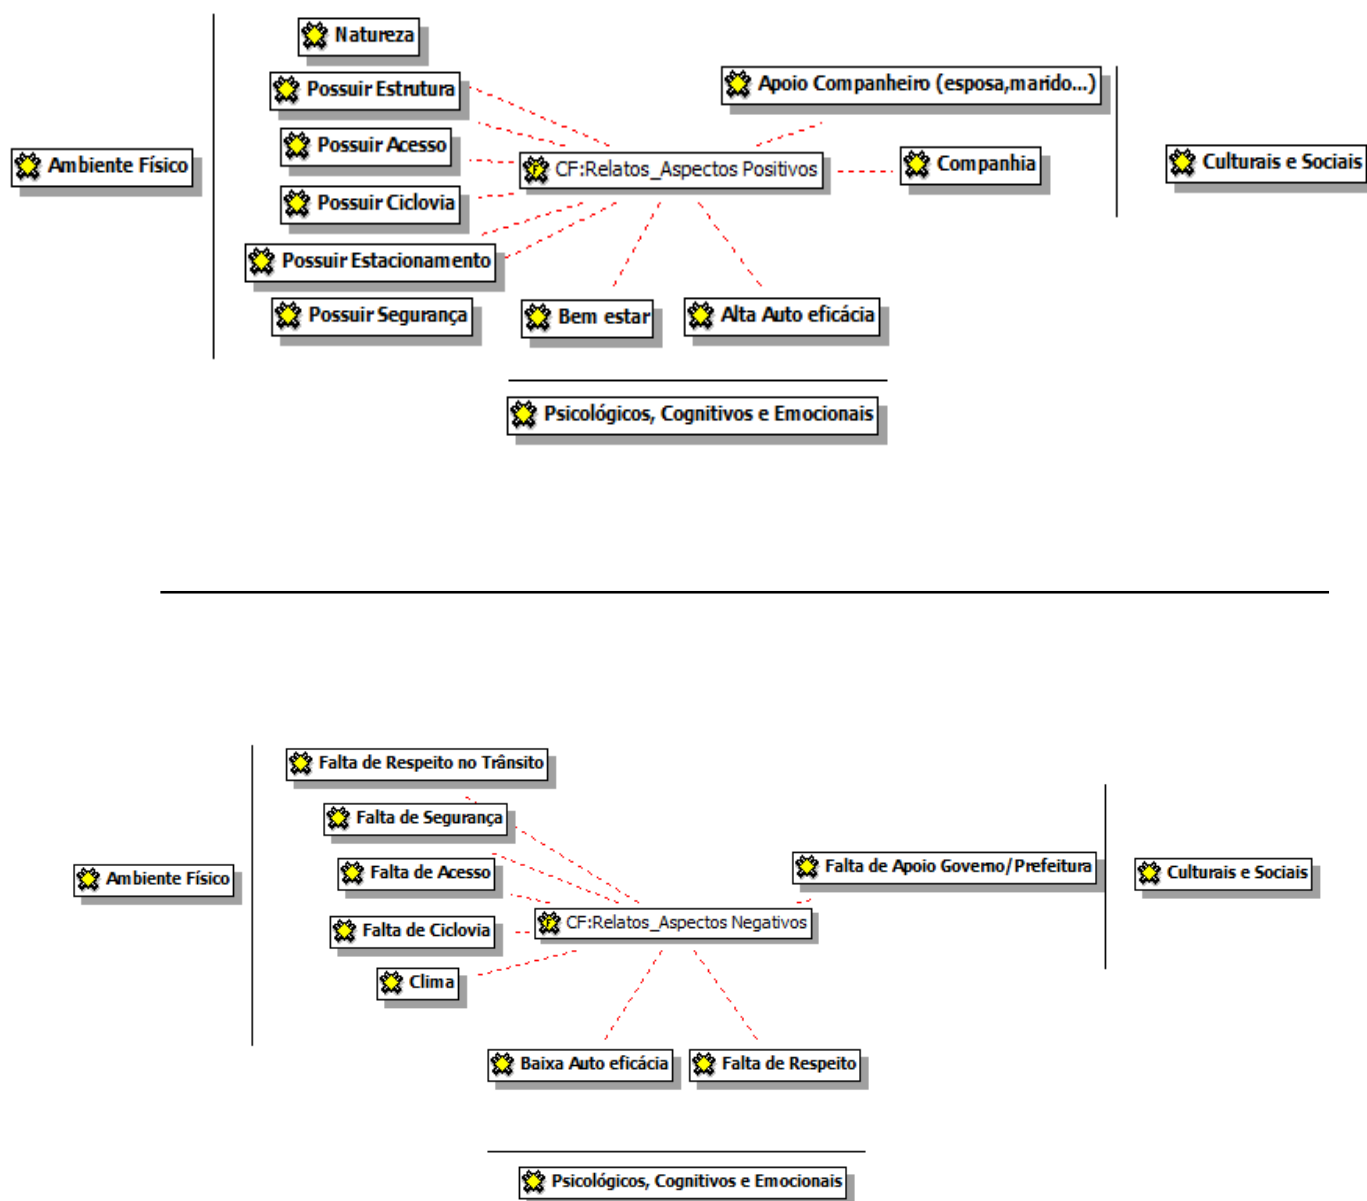 Natureza
Possuir Estrutura
Apoio Companheiro (esposa,marido...)
Possuir Acesso
Ambiente Físico
CF:Relatos_Aspectos Positivos
Companhia
Culturais e Sociais
Possuir Ciclovia
Possuir Estacionamento
Possuir Segurança
Bem estar
Alta Auto eficácia
Psicológicos, Cognitivos e Emocionais
Falta de Respeito no Trânsito
Falta de Segurança
Falta de Acesso
Ambiente Físico
Falta de Apoio Governo/Prefeitura
Culturais e Sociais
CF:Relatos_Aspectos Negativos
Falta de Ciclovia
Clima
Baixa Auto eficácia
Falta de Respeito
Psicológicos, Cognitivos e Emocionais